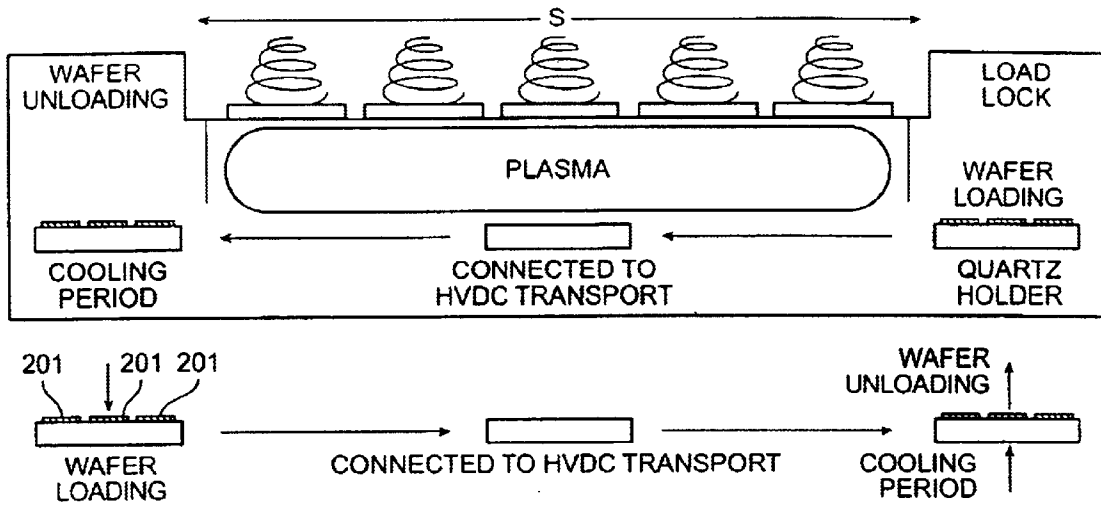 S
WAFER
UNLOADING
LOAD
LOCK
PLASMA
WAFER
LOADING
COOLING
PERIOD
CONNECTED TO
HVDC TRANSPORT
QUARTZ
HOLDER
201
201
201
WAFER
UNLOADING
WAFER
LOADING
CONNECTED TO HVDC TRANSPORT
COOLING
PERIOD